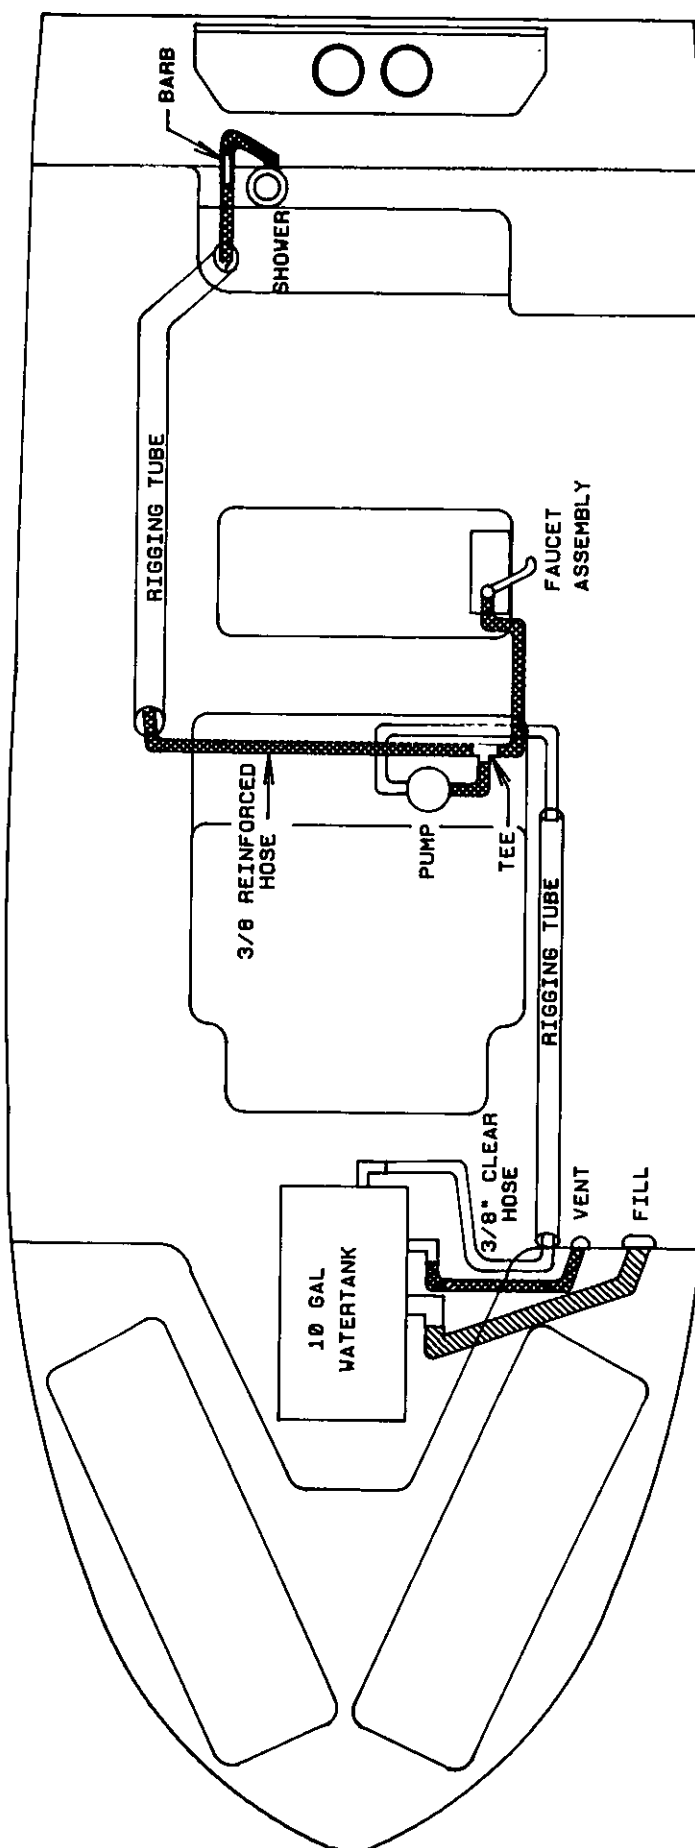 BARB
SHOWER
RIGGING TUBE
FAUCET
ASSEMBLY
3/8 REINFORCED
HOSE
PUMP
TEE
RIGGING TUBE
3/8" CLEAR
HOSE
VENT
FILL
10 GAL
WATERTANK